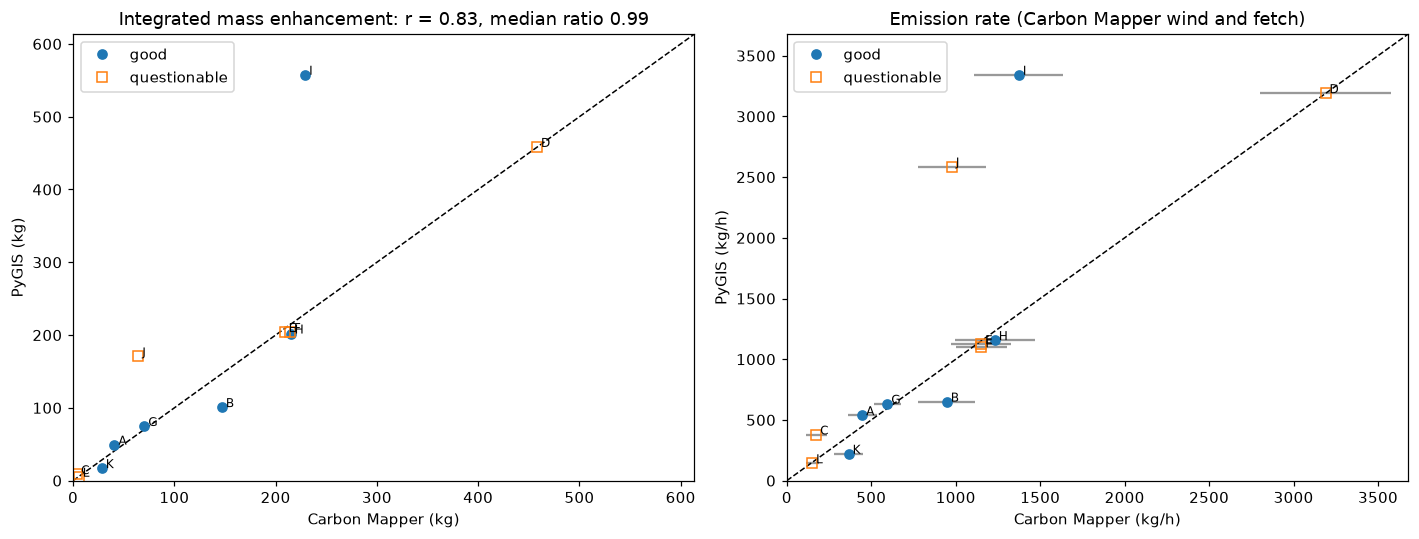 Integrated mass enhancement: r = 0.83, median ratio 0.99
good
questionable
PyGIS (kg)
600
500
400
300
200
100
0
I
D
H
J
B
G
A
K
C
L
0
100
200
300
400
500
600
Carbon Mapper (kg)
Emission rate (Carbon Mapper wind and fetch)
good
questionable
PyGIS (kg/h)
3500
3000
2500
2000
1500
1000
500
0
I
D
J
H
B
G
A
C
K
L
0
500
1000
1500
2000
2500
3000
3500
Carbon Mapper (kg/h)